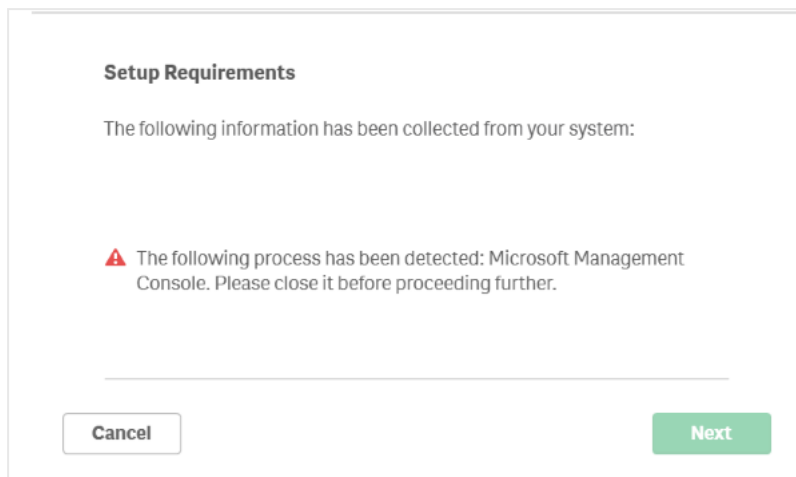 Setup Requirements
The following information has been collected from your system:
The following process has been detected: Microsoft Management
Console. Please close it before proceeding further.
Cancel
Next